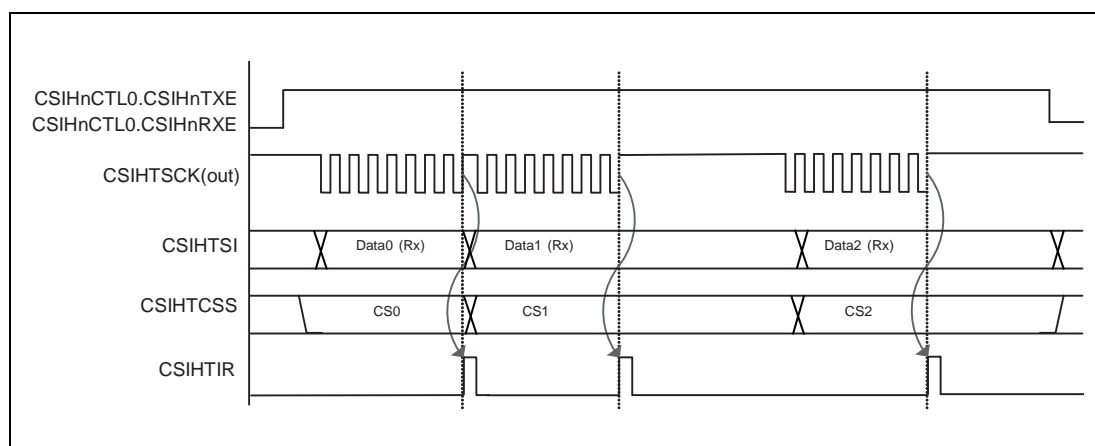 CSIHnCTL0.CSIHnTXE
CSIHnCTL0.CSIHnRXE
CSIHTSCK(out)
CSIHTSI
Data0 (Rx)
Data1 (Rx)
Data2 (Rx)
CSIHTCSS
CS0
CS1
CS2
CSIHTIR